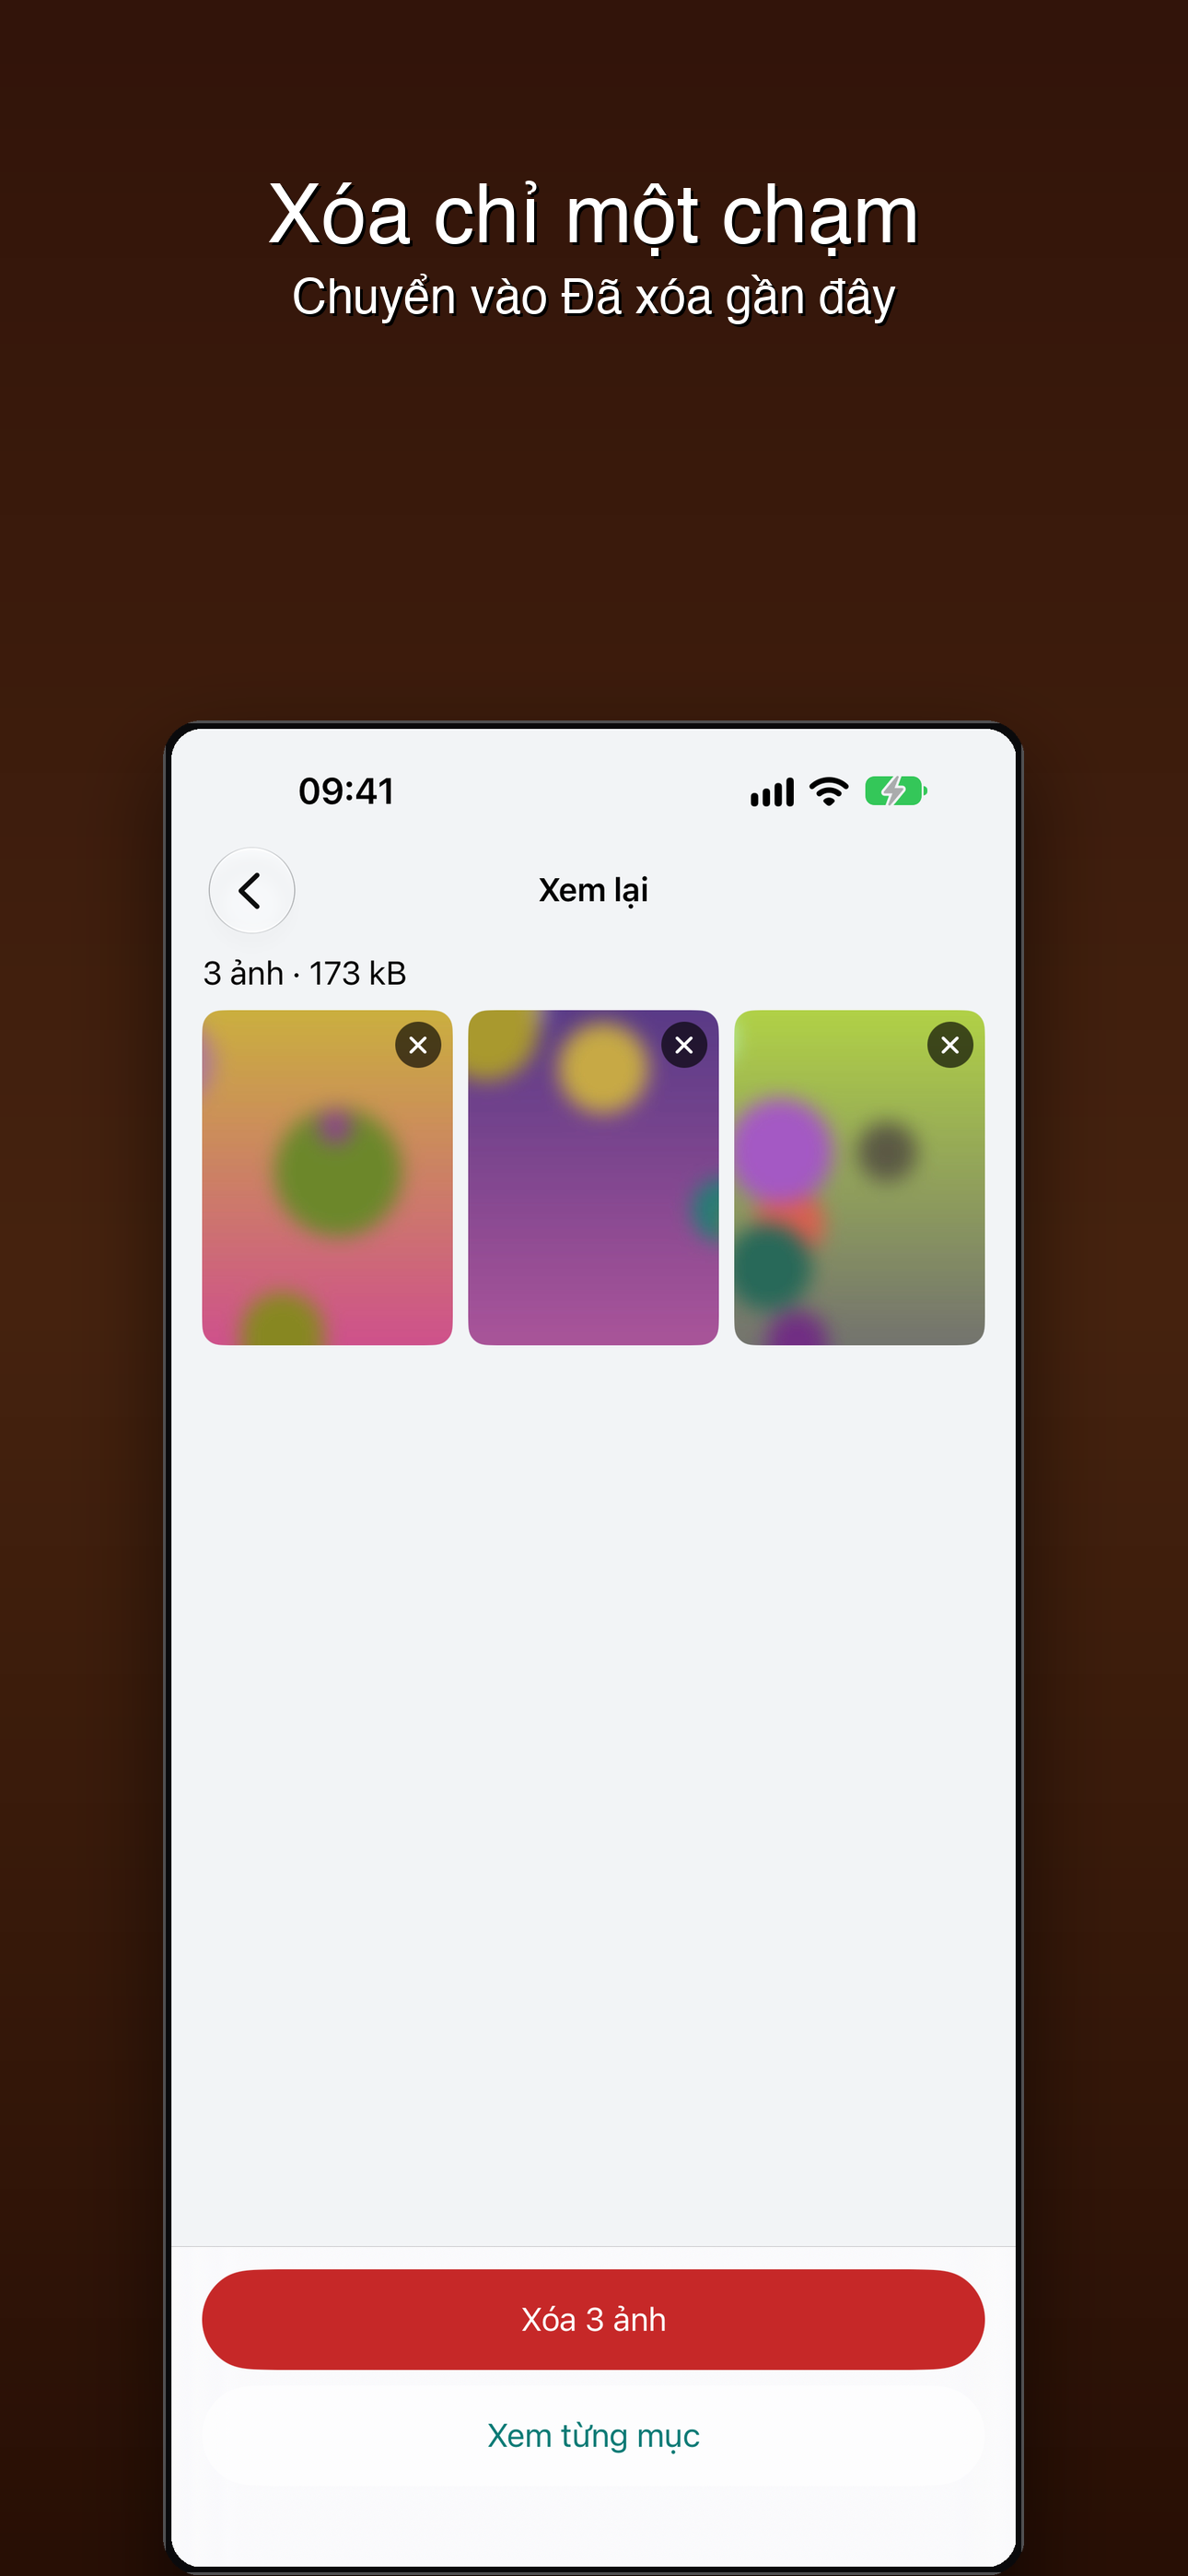 Xóa chỉ một chạm
Chuyển vào Đã xóa gần đây
09:41
Xem lại
3 ảnh · 173 kB
Xóa 3 ảnh
Xem từng mục